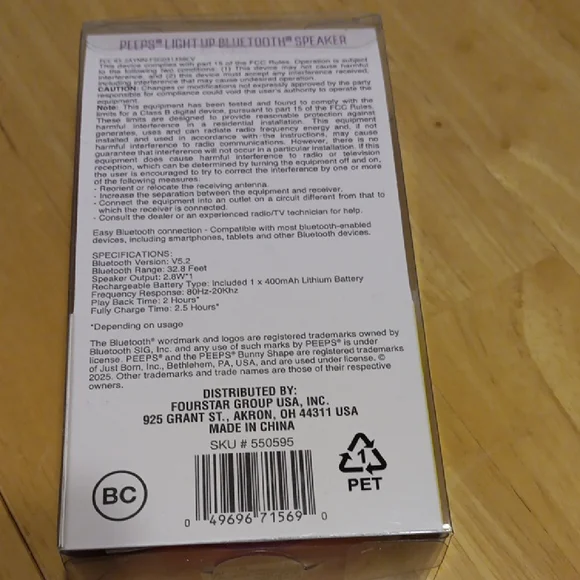 PEEPS® LIGHT UP BLUETOOTH® SPEAKER
This device complies with part 15 of the FCC Rules. Operation is subject
to the following two conditions: (1) This device may not cause harmful
interference, and (2) this device must accept any interference received,
including interference that may cause undesired operation.
CAUTION: Changes or modifications not expressly approved by the party
responsible for compliance could void the user's authority to operate the
equipment.
Note: This equipment has been tested and found to comply with the
limits for a Class B digital device, pursuant to part 15 of the FCC Rules.
These limits are designed to provide reasonable protection against
harmful interference in a residential installation. This equipment
generates, uses and can radiate radio frequency energy and, if not
installed and used in accordance with the instructions, may cause
harmful interference to radio communications. However, there is no
guarantee that interference will not occur in a particular installation. If this
equipment does cause harmful interference to radio or television
reception, which can be determined by turning the equipment off and on,
the user is encouraged to try to correct the interference by one or more
of the following measures:
- Reorient or relocate the receiving antenna.
- Increase the separation between the equipment and receiver.
- Connect the equipment into an outlet on a circuit different from that to
which the receiver is connected.
- Consult the dealer or an experienced radio/TV technician for help.
Easy Bluetooth connection - Compatible with most bluetooth-enabled
devices, including smartphones, tablets and other Bluetooth devices.
SPECIFICATIONS:
Bluetooth Version: V5.2
Bluetooth Range: 32.8 Feet
Speaker Output: 2.8W*1
Rechargeable Battery Type: Included 1 x 400mAh Lithium Battery
Frequency Response: 80Hz-20Khz
Play Back Time: 2 Hours*
Fully Charge Time: 2.5 Hours*
*Depending on usage
The Bluetooth® wordmark and logos are registered trademarks owned by
Bluetooth SIG, Inc. and any use of such marks by PEEPS® is under
license. PEEPS® and the PEEPS® Bunny Shape are registered trademarks
of Just Born, Inc., Bethlehem, PA, USA, and are used under license. ©
2025. Other trademarks and trade names are those of their respective
owners.
DISTRIBUTED BY:
FOURSTAR GROUP USA, INC.
925 GRANT ST., AKRON, OH 44311 USA
MADE IN CHINA
SKU # 550595
BC
1
PET
0 49696 71569 0